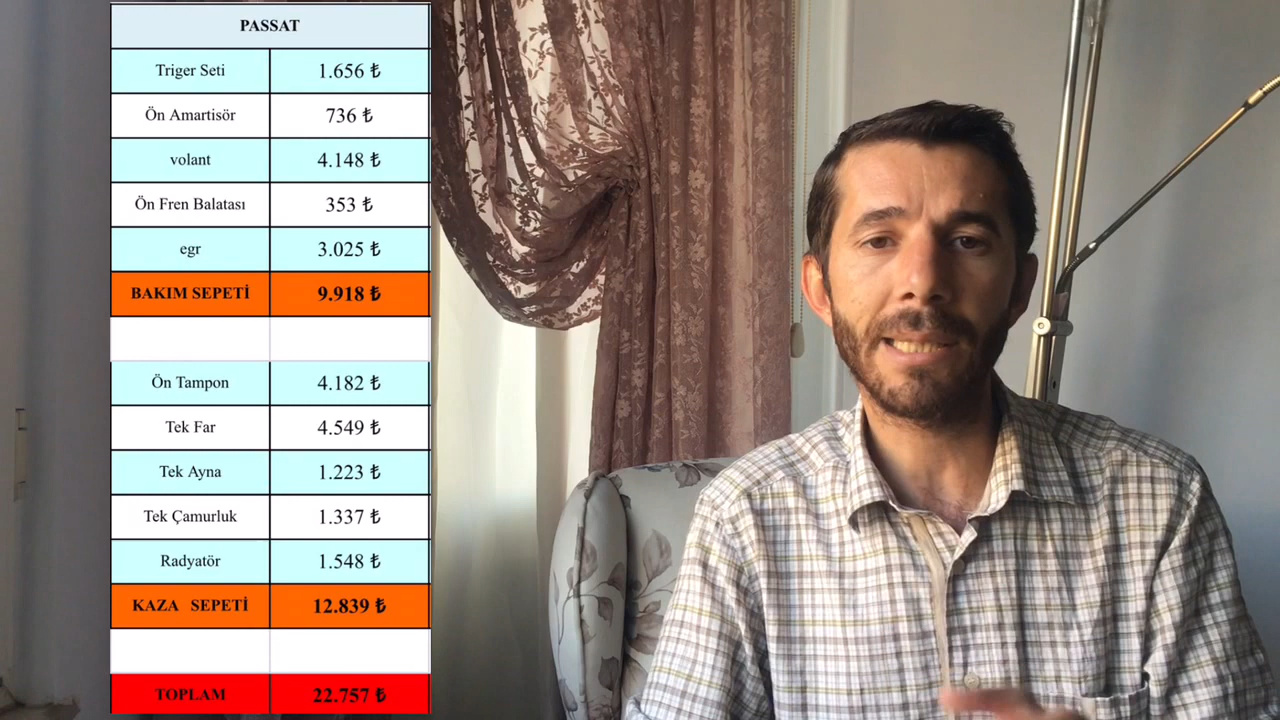 PASSAT
Triger Seti 1.656 ₺
Ön Amartisör 736 ₺
volant 4.148 ₺
Ön Fren Balatası 353 ₺
egr 3.025 ₺
BAKIM SEPETİ 9.918 ₺
Ön Tampon 4.182 ₺
Tek Far 4.549 ₺
Tek Ayna 1.223 ₺
Tek Çamurluk 1.337 ₺
Radyatör 1.548 ₺
KAZA SEPETİ 12.839 ₺
TOPLAM 22.757 ₺